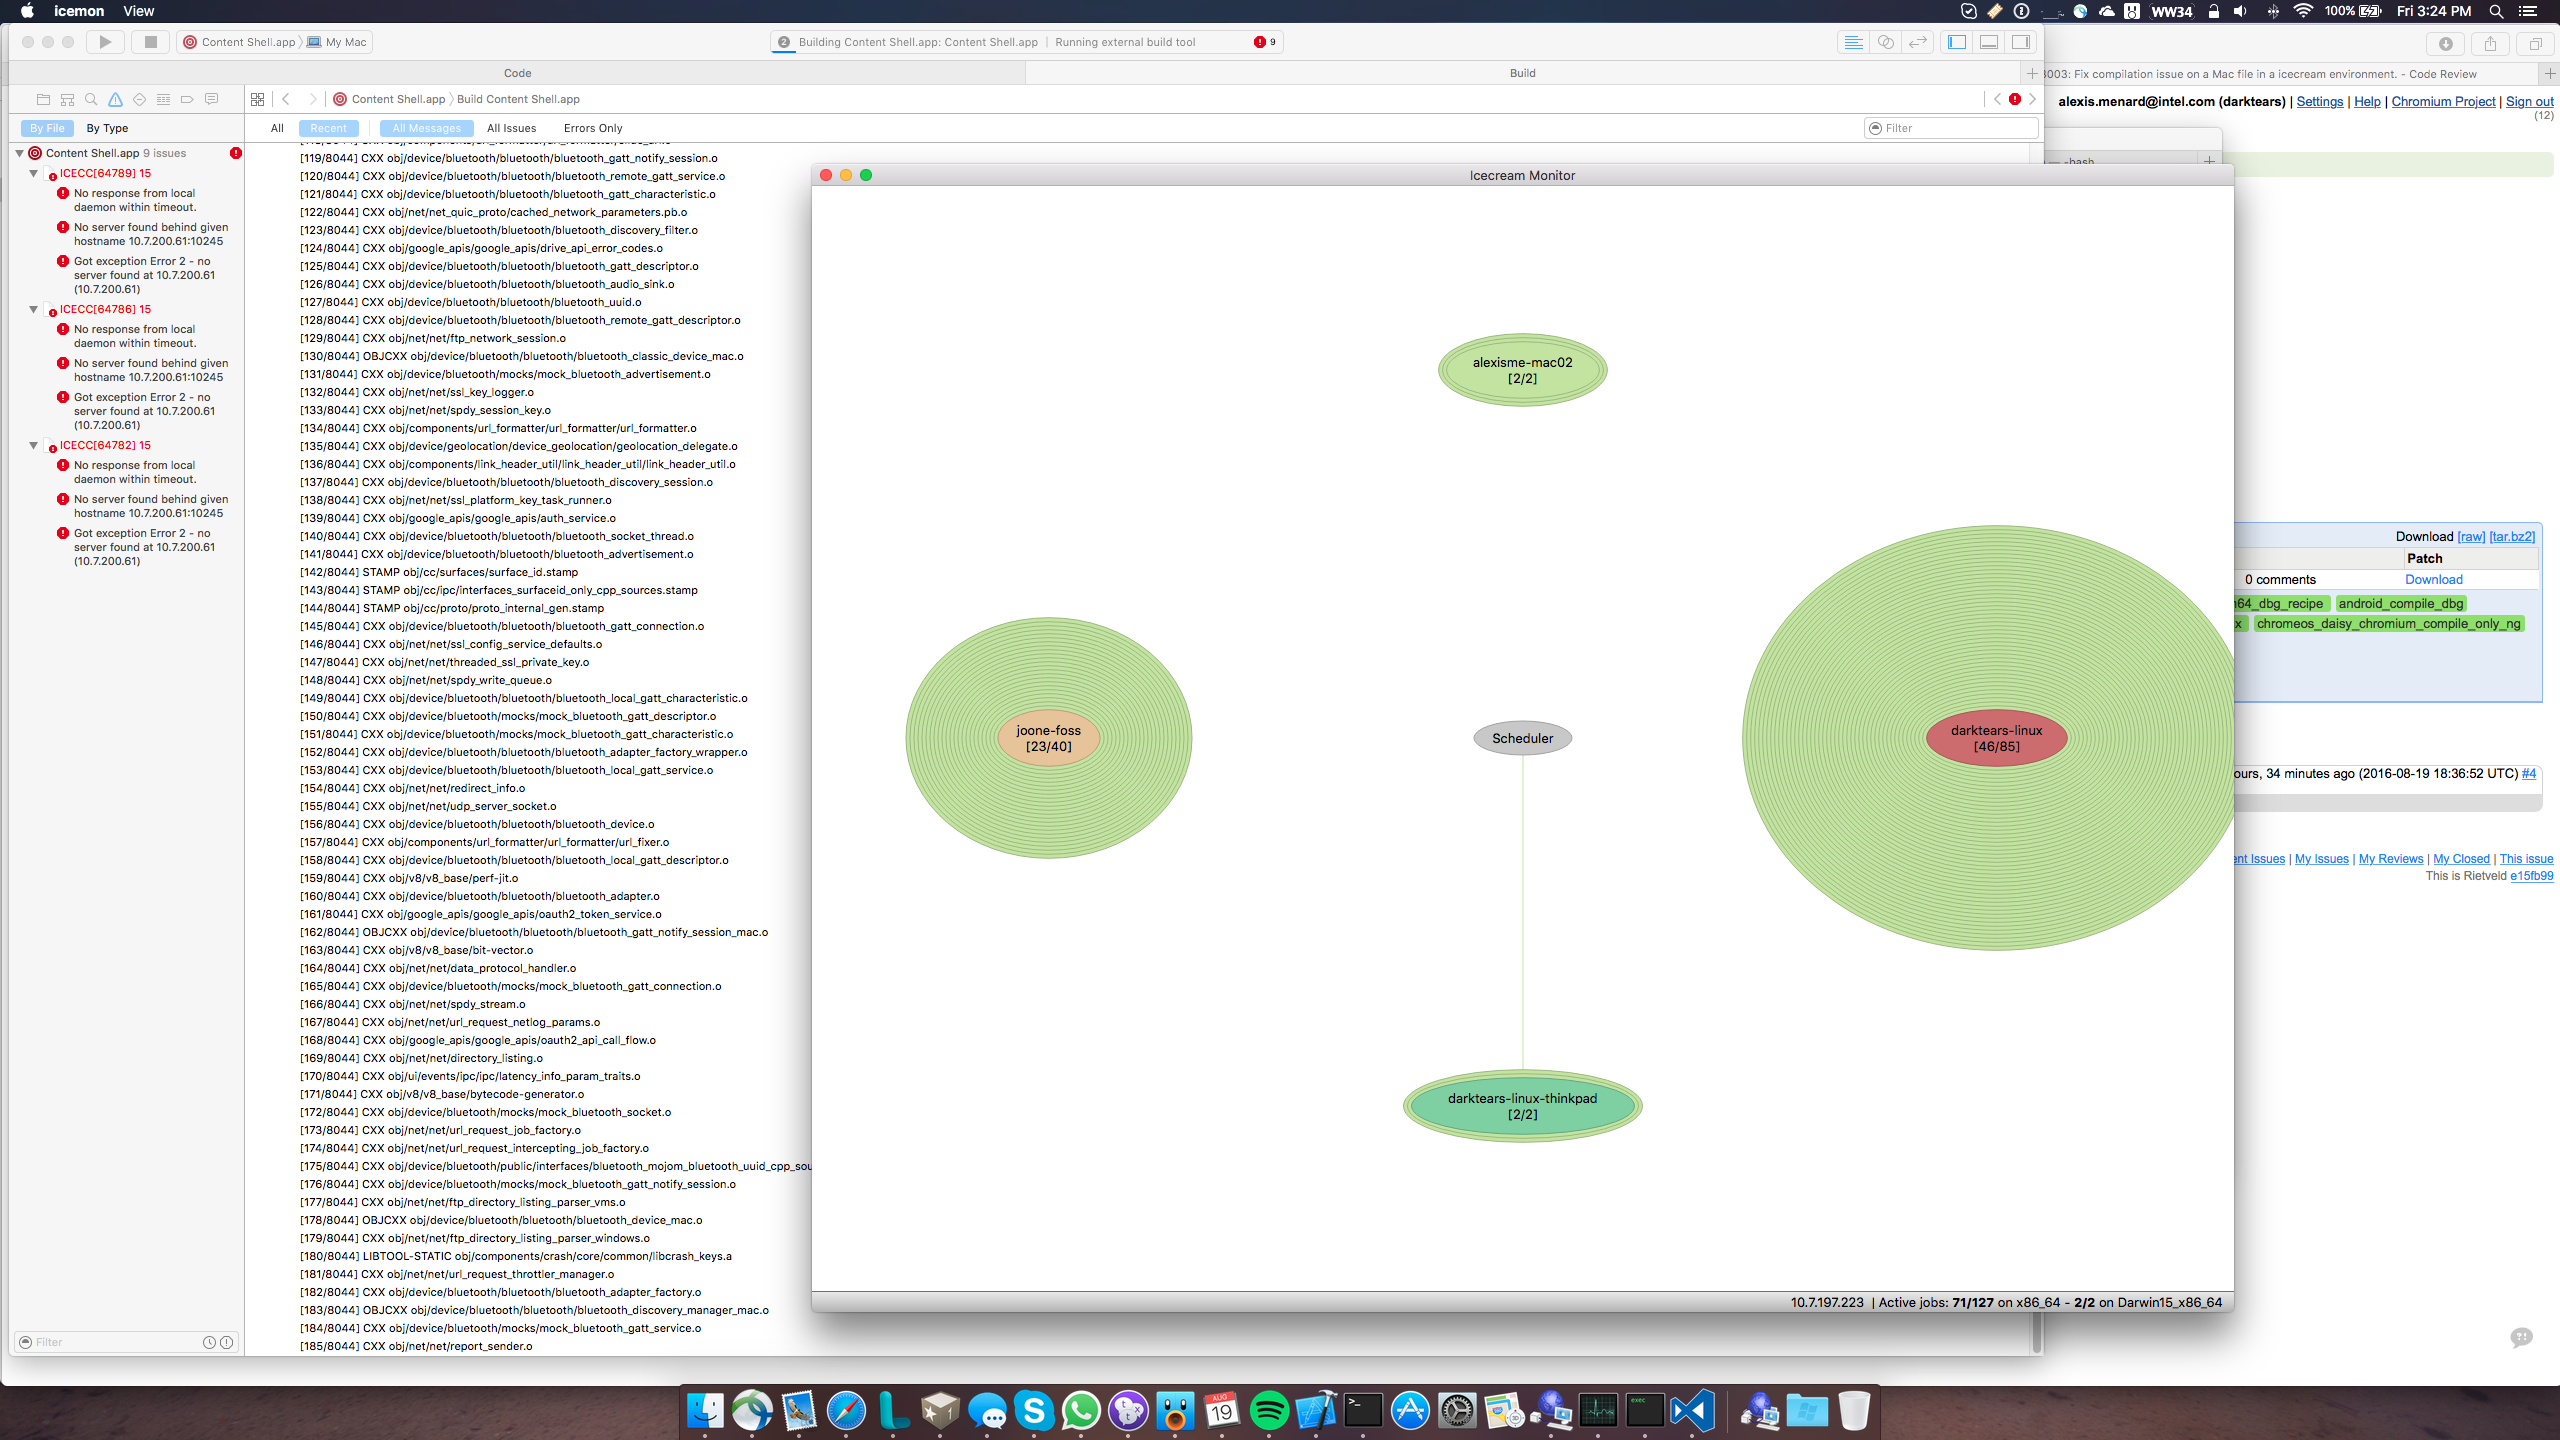 icemon View
WW34 100% Fri 3:24 PM
Content Shell.app My Mac
2 Building Content Shell.app: Content Shell.app | Running external build tool 9
Code Build
3003: Fix compilation issue on a Mac file in a icecream environment. - Code Review
Content Shell.app Build Content Shell.app
alexis.menard@intel.com (darktears) | Settings | Help | Chromium Project | Sign out
(12)
By File By Type
All Recent All Messages All Issues Errors Only
Filter
Content Shell.app 9 issues
ICECC[64789] 15
No response from local
daemon within timeout.
No server found behind given
hostname 10.7.200.61:10245
Got exception Error 2 - no
server found at 10.7.200.61
(10.7.200.61)
ICECC[64786] 15
No response from local
daemon within timeout.
No server found behind given
hostname 10.7.200.61:10245
Got exception Error 2 - no
server found at 10.7.200.61
(10.7.200.61)
ICECC[64782] 15
No response from local
daemon within timeout.
No server found behind given
hostname 10.7.200.61:10245
Got exception Error 2 - no
server found at 10.7.200.61
(10.7.200.61)
Filter
[119/8044] CXX obj/device/bluetooth/bluetooth/bluetooth_gatt_notify_session.o
[120/8044] CXX obj/device/bluetooth/bluetooth/bluetooth_remote_gatt_service.o
[121/8044] CXX obj/device/bluetooth/bluetooth/bluetooth_gatt_characteristic.o
[122/8044] CXX obj/net/net_quic_proto/cached_network_parameters.pb.o
[123/8044] CXX obj/device/bluetooth/bluetooth/bluetooth_discovery_filter.o
[124/8044] CXX obj/google_apis/google_apis/drive_api_error_codes.o
[125/8044] CXX obj/device/bluetooth/bluetooth/bluetooth_gatt_descriptor.o
[126/8044] CXX obj/device/bluetooth/bluetooth/bluetooth_audio_sink.o
[127/8044] CXX obj/device/bluetooth/bluetooth/bluetooth_uuid.o
[128/8044] CXX obj/device/bluetooth/bluetooth/bluetooth_remote_gatt_descriptor.o
[129/8044] CXX obj/net/net/ftp_network_session.o
[130/8044] OBJCXX obj/device/bluetooth/bluetooth/bluetooth_classic_device_mac.o
[131/8044] CXX obj/device/bluetooth/mocks/mock_bluetooth_advertisement.o
[132/8044] CXX obj/net/net/ssl_key_logger.o
[133/8044] CXX obj/net/net/spdy_session_key.o
[134/8044] CXX obj/components/url_formatter/url_formatter/url_formatter.o
[135/8044] CXX obj/device/geolocation/device_geolocation/geolocation_delegate.o
[136/8044] CXX obj/components/link_header_util/link_header_util/link_header_util.o
[137/8044] CXX obj/device/bluetooth/bluetooth/bluetooth_discovery_session.o
[138/8044] CXX obj/net/net/ssl_platform_key_task_runner.o
[139/8044] CXX obj/google_apis/google_apis/auth_service.o
[140/8044] CXX obj/device/bluetooth/bluetooth/bluetooth_socket_thread.o
[141/8044] CXX obj/device/bluetooth/bluetooth/bluetooth_advertisement.o
[142/8044] STAMP obj/cc/surfaces/surface_id.stamp
[143/8044] STAMP obj/cc/ipc/interfaces_surfaceid_only_cpp_sources.stamp
[144/8044] STAMP obj/cc/proto/proto_internal_gen.stamp
[145/8044] CXX obj/device/bluetooth/bluetooth/bluetooth_gatt_connection.o
[146/8044] CXX obj/net/net/ssl_config_service_defaults.o
[147/8044] CXX obj/net/net/threaded_ssl_private_key.o
[148/8044] CXX obj/net/net/spdy_write_queue.o
[149/8044] CXX obj/device/bluetooth/bluetooth/bluetooth_local_gatt_characteristic.o
[150/8044] CXX obj/device/bluetooth/mocks/mock_bluetooth_gatt_descriptor.o
[151/8044] CXX obj/device/bluetooth/mocks/mock_bluetooth_gatt_characteristic.o
[152/8044] CXX obj/device/bluetooth/bluetooth/bluetooth_adapter_factory_wrapper.o
[153/8044] CXX obj/device/bluetooth/bluetooth/bluetooth_local_gatt_service.o
[154/8044] CXX obj/net/net/redirect_info.o
[155/8044] CXX obj/net/net/udp_server_socket.o
[156/8044] CXX obj/device/bluetooth/bluetooth/bluetooth_device.o
[157/8044] CXX obj/components/url_formatter/url_formatter/url_fixer.o
[158/8044] CXX obj/device/bluetooth/bluetooth/bluetooth_local_gatt_descriptor.o
[159/8044] CXX obj/v8/v8_base/perf-jit.o
[160/8044] CXX obj/device/bluetooth/bluetooth/bluetooth_adapter.o
[161/8044] CXX obj/google_apis/google_apis/oauth2_token_service.o
[162/8044] OBJCXX obj/device/bluetooth/bluetooth/bluetooth_gatt_notify_session_mac.o
[163/8044] CXX obj/v8/v8_base/bit-vector.o
[164/8044] CXX obj/net/net/data_protocol_handler.o
[165/8044] CXX obj/device/bluetooth/mocks/mock_bluetooth_gatt_connection.o
[166/8044] CXX obj/net/net/spdy_stream.o
[167/8044] CXX obj/net/net/url_request_netlog_params.o
[168/8044] CXX obj/google_apis/google_apis/oauth2_api_call_flow.o
[169/8044] CXX obj/net/net/directory_listing.o
[170/8044] CXX obj/ui/events/ipc/ipc/latency_info_param_traits.o
[171/8044] CXX obj/v8/v8_base/bytecode-generator.o
[172/8044] CXX obj/device/bluetooth/mocks/mock_bluetooth_socket.o
[173/8044] CXX obj/net/net/url_request_job_factory.o
[174/8044] CXX obj/net/net/url_request_intercepting_job_factory.o
[175/8044] CXX obj/device/bluetooth/public/interfaces/bluetooth_mojom_bluetooth_uuid_cpp_sou
[176/8044] CXX obj/device/bluetooth/mocks/mock_bluetooth_gatt_notify_session.o
[177/8044] CXX obj/net/net/ftp_directory_listing_parser_vms.o
[178/8044] OBJCXX obj/device/bluetooth/bluetooth/bluetooth_device_mac.o
[179/8044] CXX obj/net/net/ftp_directory_listing_parser_windows.o
[180/8044] LIBTOOL-STATIC obj/components/crash/core/common/libcrash_keys.a
[181/8044] CXX obj/net/net/url_request_throttler_manager.o
[182/8044] CXX obj/device/bluetooth/bluetooth/bluetooth_adapter_factory.o
[183/8044] OBJCXX obj/device/bluetooth/bluetooth/bluetooth_discovery_manager_mac.o
[184/8044] CXX obj/device/bluetooth/mocks/mock_bluetooth_gatt_service.o
[185/8044] CXX obj/net/net/report_sender.o
— -bash
Icecream Monitor
alexisme-mac02
[2/2]
joone-foss
[23/40]
Scheduler
darktears-linux
[46/85]
darktears-linux-thinkpad
[2/2]
10.7.197.223 | Active jobs: 71/127 on x86_64 - 2/2 on Darwin15_x86_64
Download [raw] [tar.bz2]
Patch
0 comments Download
64_dbg_recipe android_compile_dbg
x chromeos_daisy_chromium_compile_only_ng
ours, 34 minutes ago (2016-08-19 18:36:52 UTC) #4
ent Issues | My Issues | My Reviews | My Closed | This issue
This is Rietveld e15fb99
AUG
19
exec